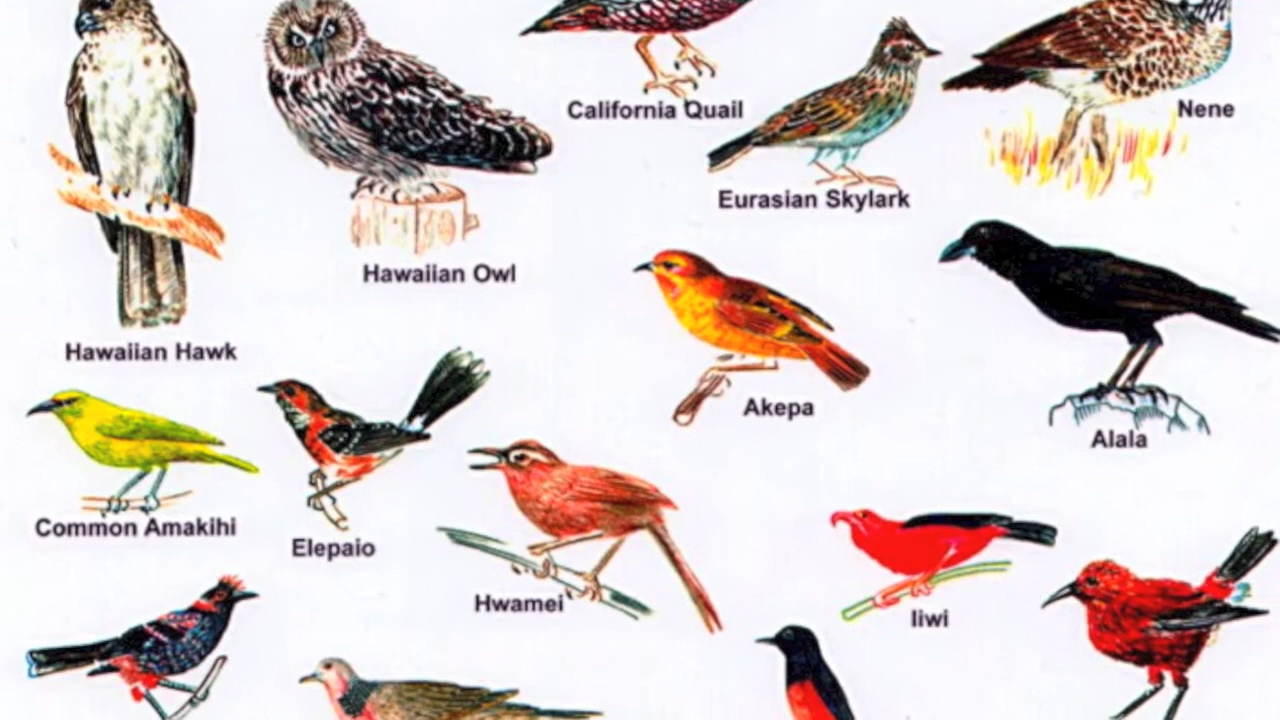 California Quail
Nene
Eurasian Skylark
Hawaiian Owl
Hawaiian Hawk
Akepa
Alala
Common Amakihi
Elepaio
Hwamei
Iiwi